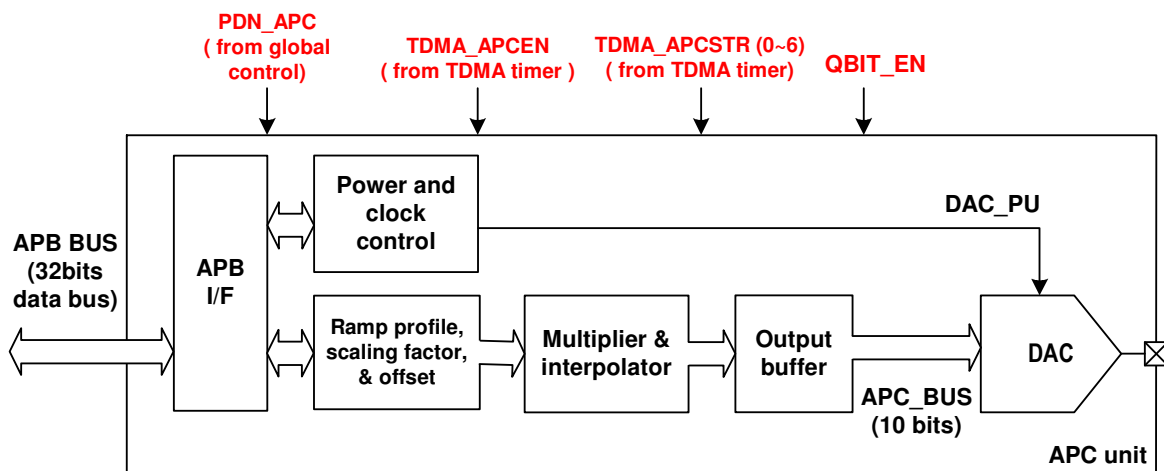 PDN_APC
( from global
control)
TDMA_APCEN
( from TDMA timer )
TDMA_APCSTR (0~6)
( from TDMA timer)
QBIT_EN
Power and
clock
control
DAC_PU
APB BUS
(32bits
data bus)
APB
I/F
Ramp profile,
scaling factor,
& offset
Multiplier &
interpolator
Output
buffer
DAC
APC_BUS
(10 bits)
APC unit